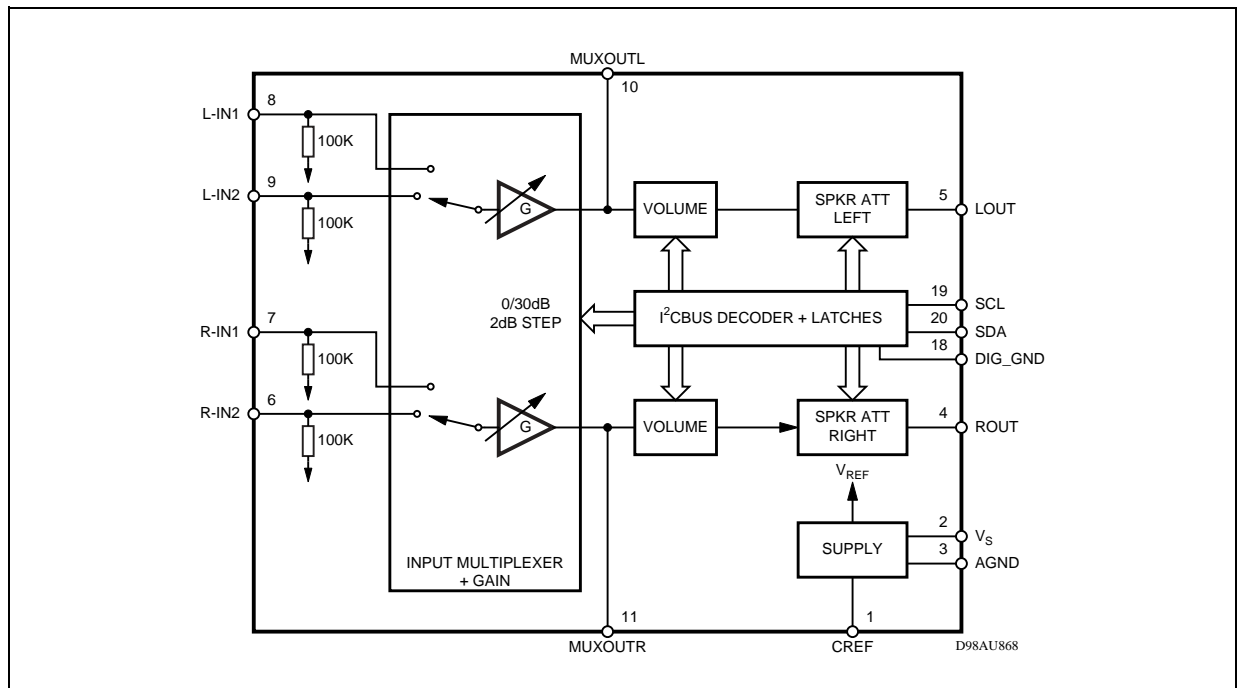 MUXOUTL
10
L-IN1
8
100K
L-IN2
9
100K
G
VOLUME
SPKR ATT
LEFT
5
LOUT
0/30dB
2dB STEP
I²CBUS DECODER + LATCHES
19
SCL
20
SDA
18
DIG_GND
R-IN1
7
100K
R-IN2
6
100K
G
VOLUME
SPKR ATT
RIGHT
4
ROUT
VREF
SUPPLY
2
VS
3
AGND
INPUT MULTIPLEXER
+ GAIN
11
MUXOUTR
1
CREF
D98AU868